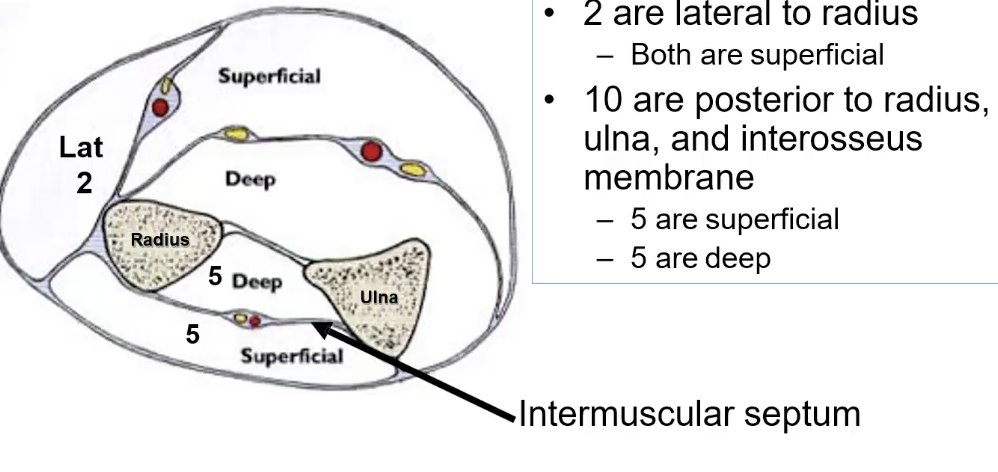 • 2 are lateral to radius
– Both are superficial
• 10 are posterior to radius,
ulna, and interosseus
membrane
– 5 are superficial
– 5 are deep
Superficial
Lat
2
Deep
Radius
5 Deep
Ulna
5
Superficial
Intermuscular septum